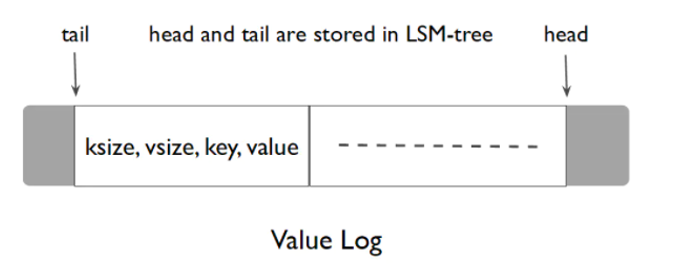 tail head and tail are stored in LSM-tree head
ksize, vsize, key, value
Value Log